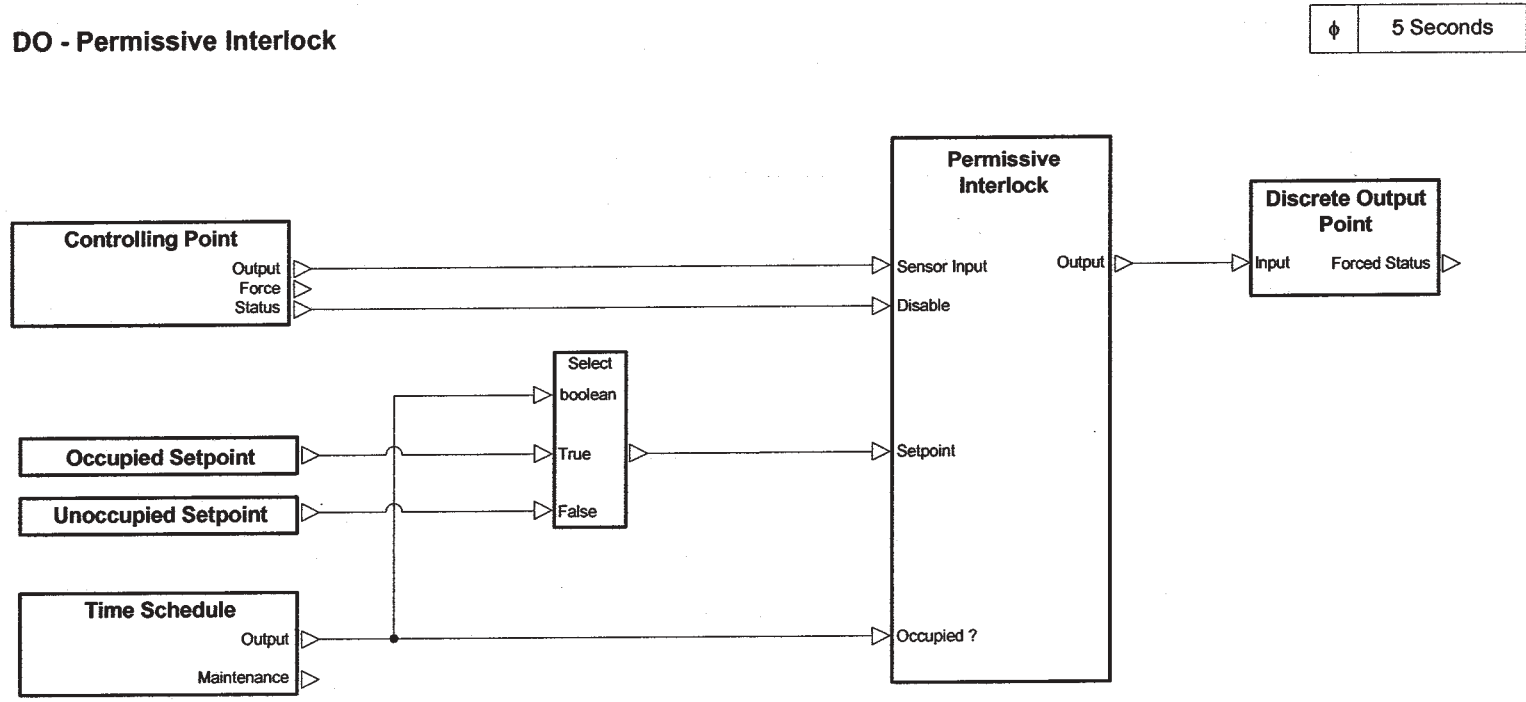 DO - Permissive Interlock
ϕ 5 Seconds
Permissive
Interlock
Sensor Input
Disable
Setpoint
Occupied ?
Output
Discrete Output
Point
Input
Forced Status
Controlling Point
Output
Force
Status
Select
boolean
True
False
Occupied Setpoint
Unoccupied Setpoint
Time Schedule
Output
Maintenance